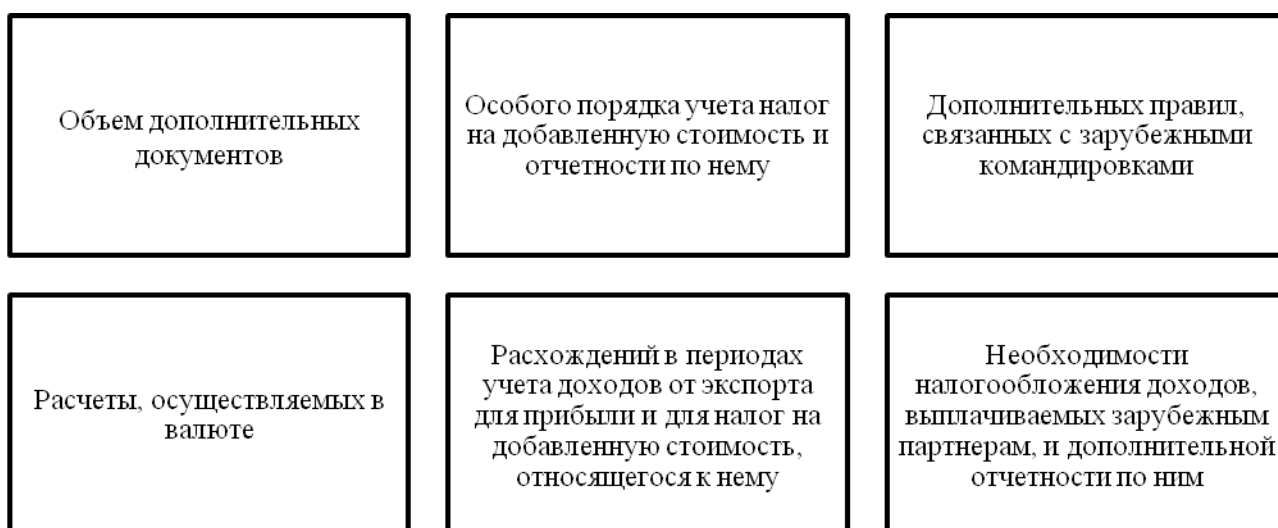 Объем дополнительных
документов
Особого порядка учета налог
на добавленную стоимость и
отчетности по нему
Дополнительных правил,
связанных с зарубежными
командировками
Расчеты, осуществляемых в
валюте
Расхождений в периодах
учета доходов от экспорта
для прибыли и для налог на
добавленную стоимость,
относящегося к нему
Необходимости
налогообложения доходов,
выплачиваемых зарубежным
партнерам, и дополнительной
отчетности по ним